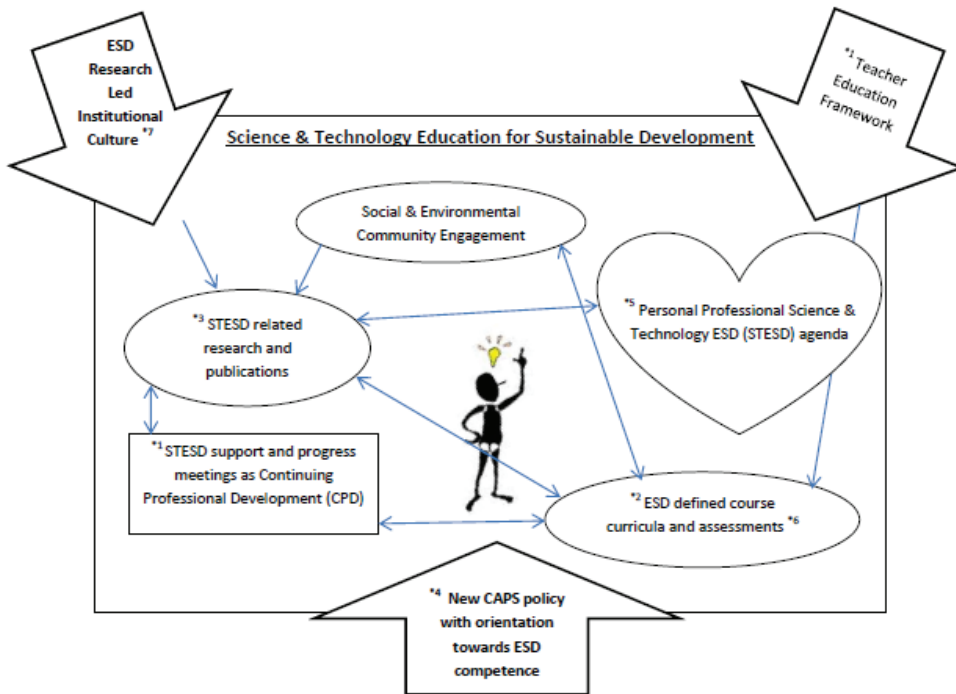 ESD
Research
Led
Institutional
Culture *7
*1 Teacher
Education
Framework
Science & Technology Education for Sustainable Development
Social & Environmental
Community Engagement
*3 STESD related
research and
publications
*5 Personal Professional Science &
Technology ESD (STESD) agenda
*1 STESD support and progress
meetings as Continuing
Professional Development (CPD)
*2 ESD defined course
curricula and assessments *6
*4 New CAPS policy
with orientation
towards ESD
competence